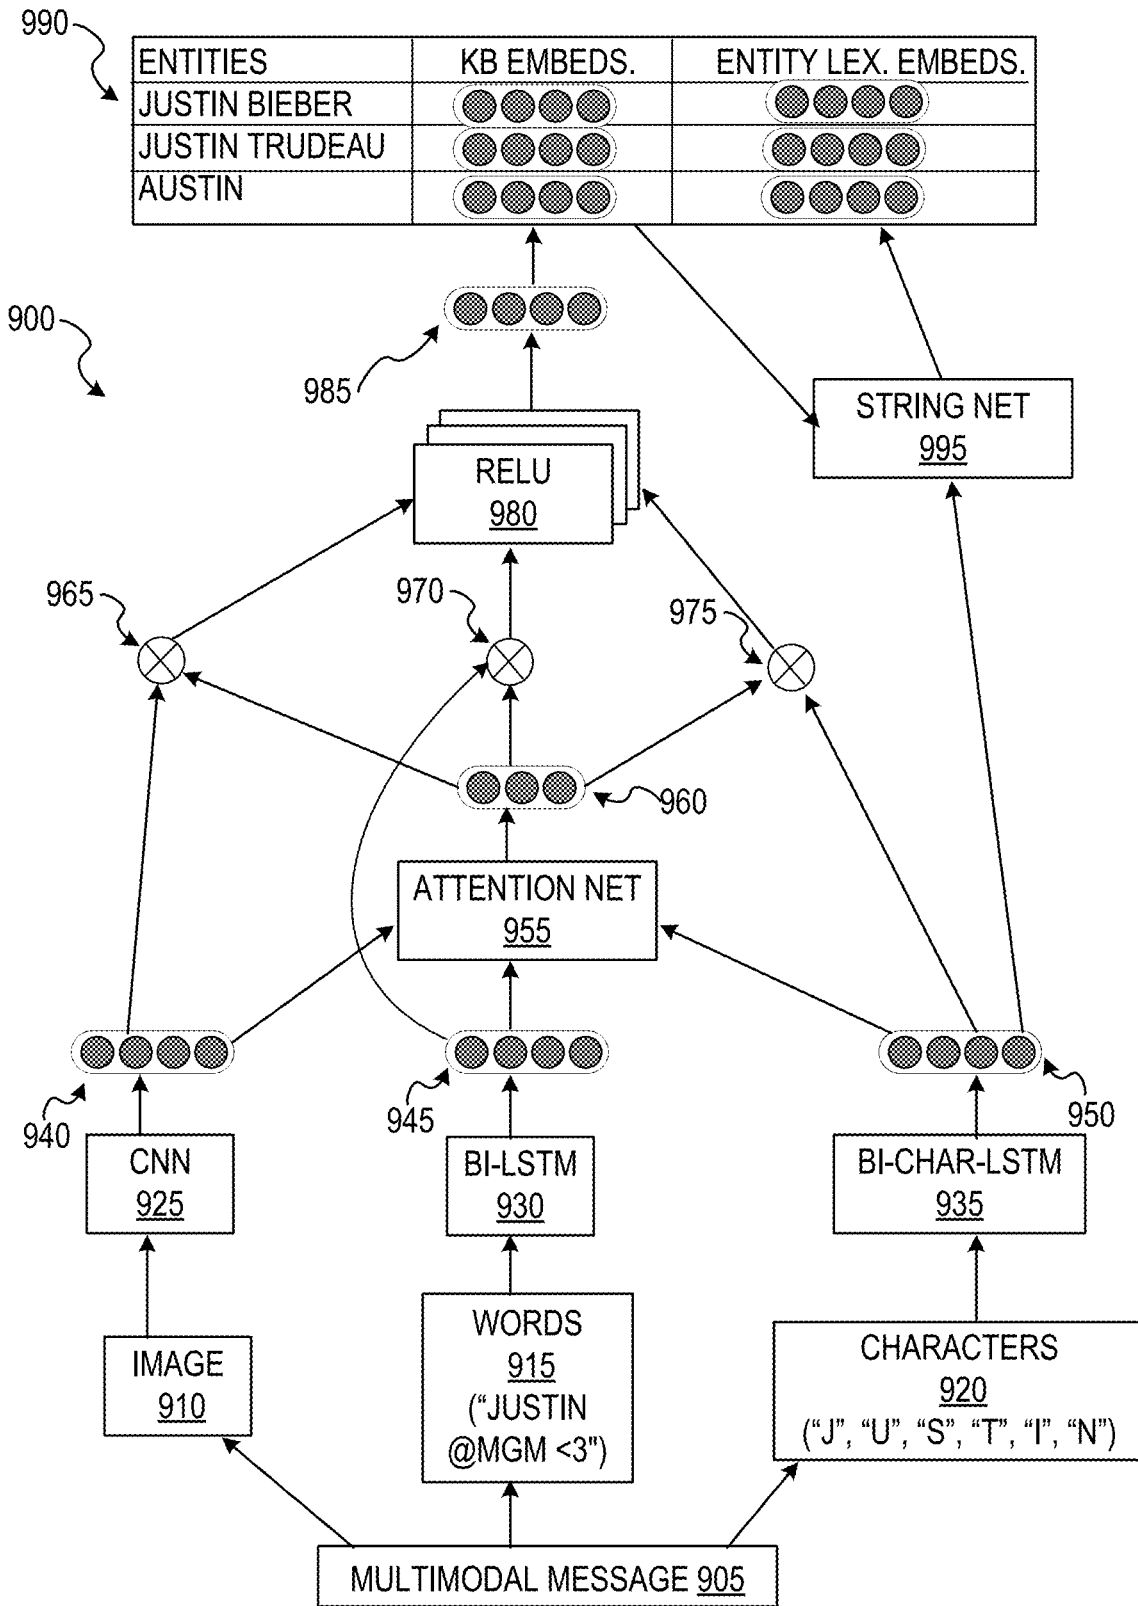 990
ENTITIES KB EMBEDS. ENTITY LEX. EMBEDS.
JUSTIN BIEBER
JUSTIN TRUDEAU
AUSTIN
900
985
STRING NET
995
RELU
980
965
970
975
960
ATTENTION NET
955
940
945
950
CNN
925
BI-LSTM
930
BI-CHAR-LSTM
935
IMAGE
910
WORDS
915
(“JUSTIN
@MGM <3")
CHARACTERS
920
(“J”, “U”, “S”, “T”, “I”, “N”)
MULTIMODAL MESSAGE 905